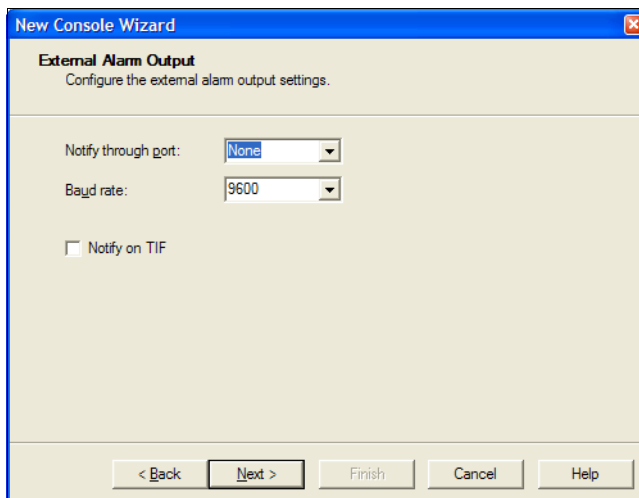 New Console Wizard
External Alarm Output
Configure the external alarm output settings.
Notify through port: None
Baud rate: 9600
Notify on TIF
< Back Next > Finish Cancel Help